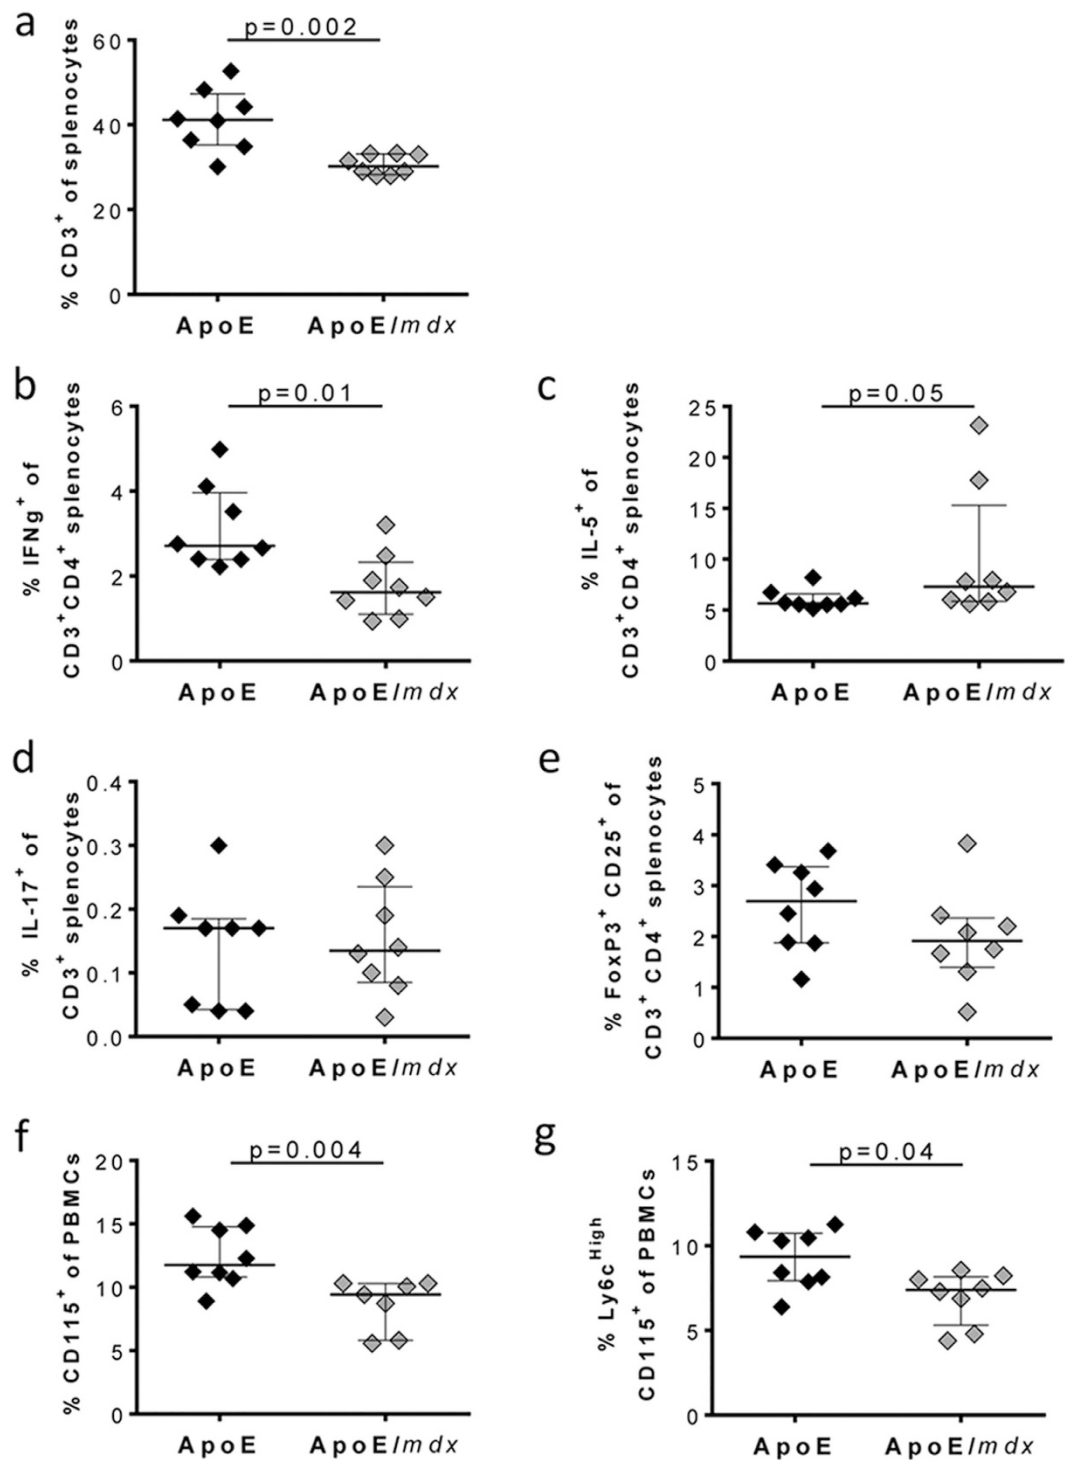 a
p=0.002
% CD3+ of splenocytes
60
40
20
0
ApoE
ApoE/mdx
b
p=0.01
% IFNg+ of
CD3+CD4+ splenocytes
6
4
2
0
ApoE
ApoE/mdx
c
p=0.05
% IL-5+ of
CD3+CD4+ splenocytes
25
20
15
10
5
0
ApoE
ApoE/mdx
d
% IL-17+ of
CD3+ splenocytes
0.4
0.3
0.2
0.1
0.0
ApoE
ApoE/mdx
e
% FoxP3+ CD25+ of
CD3+ CD4+ splenocytes
5
4
3
2
1
0
ApoE
ApoE/mdx
f
p=0.004
% CD115+ of PBMCs
20
15
10
5
0
ApoE
ApoE/mdx
g
p=0.04
% Ly6cHigh
CD115+ of PBMCs
15
10
5
0
ApoE
ApoE/mdx